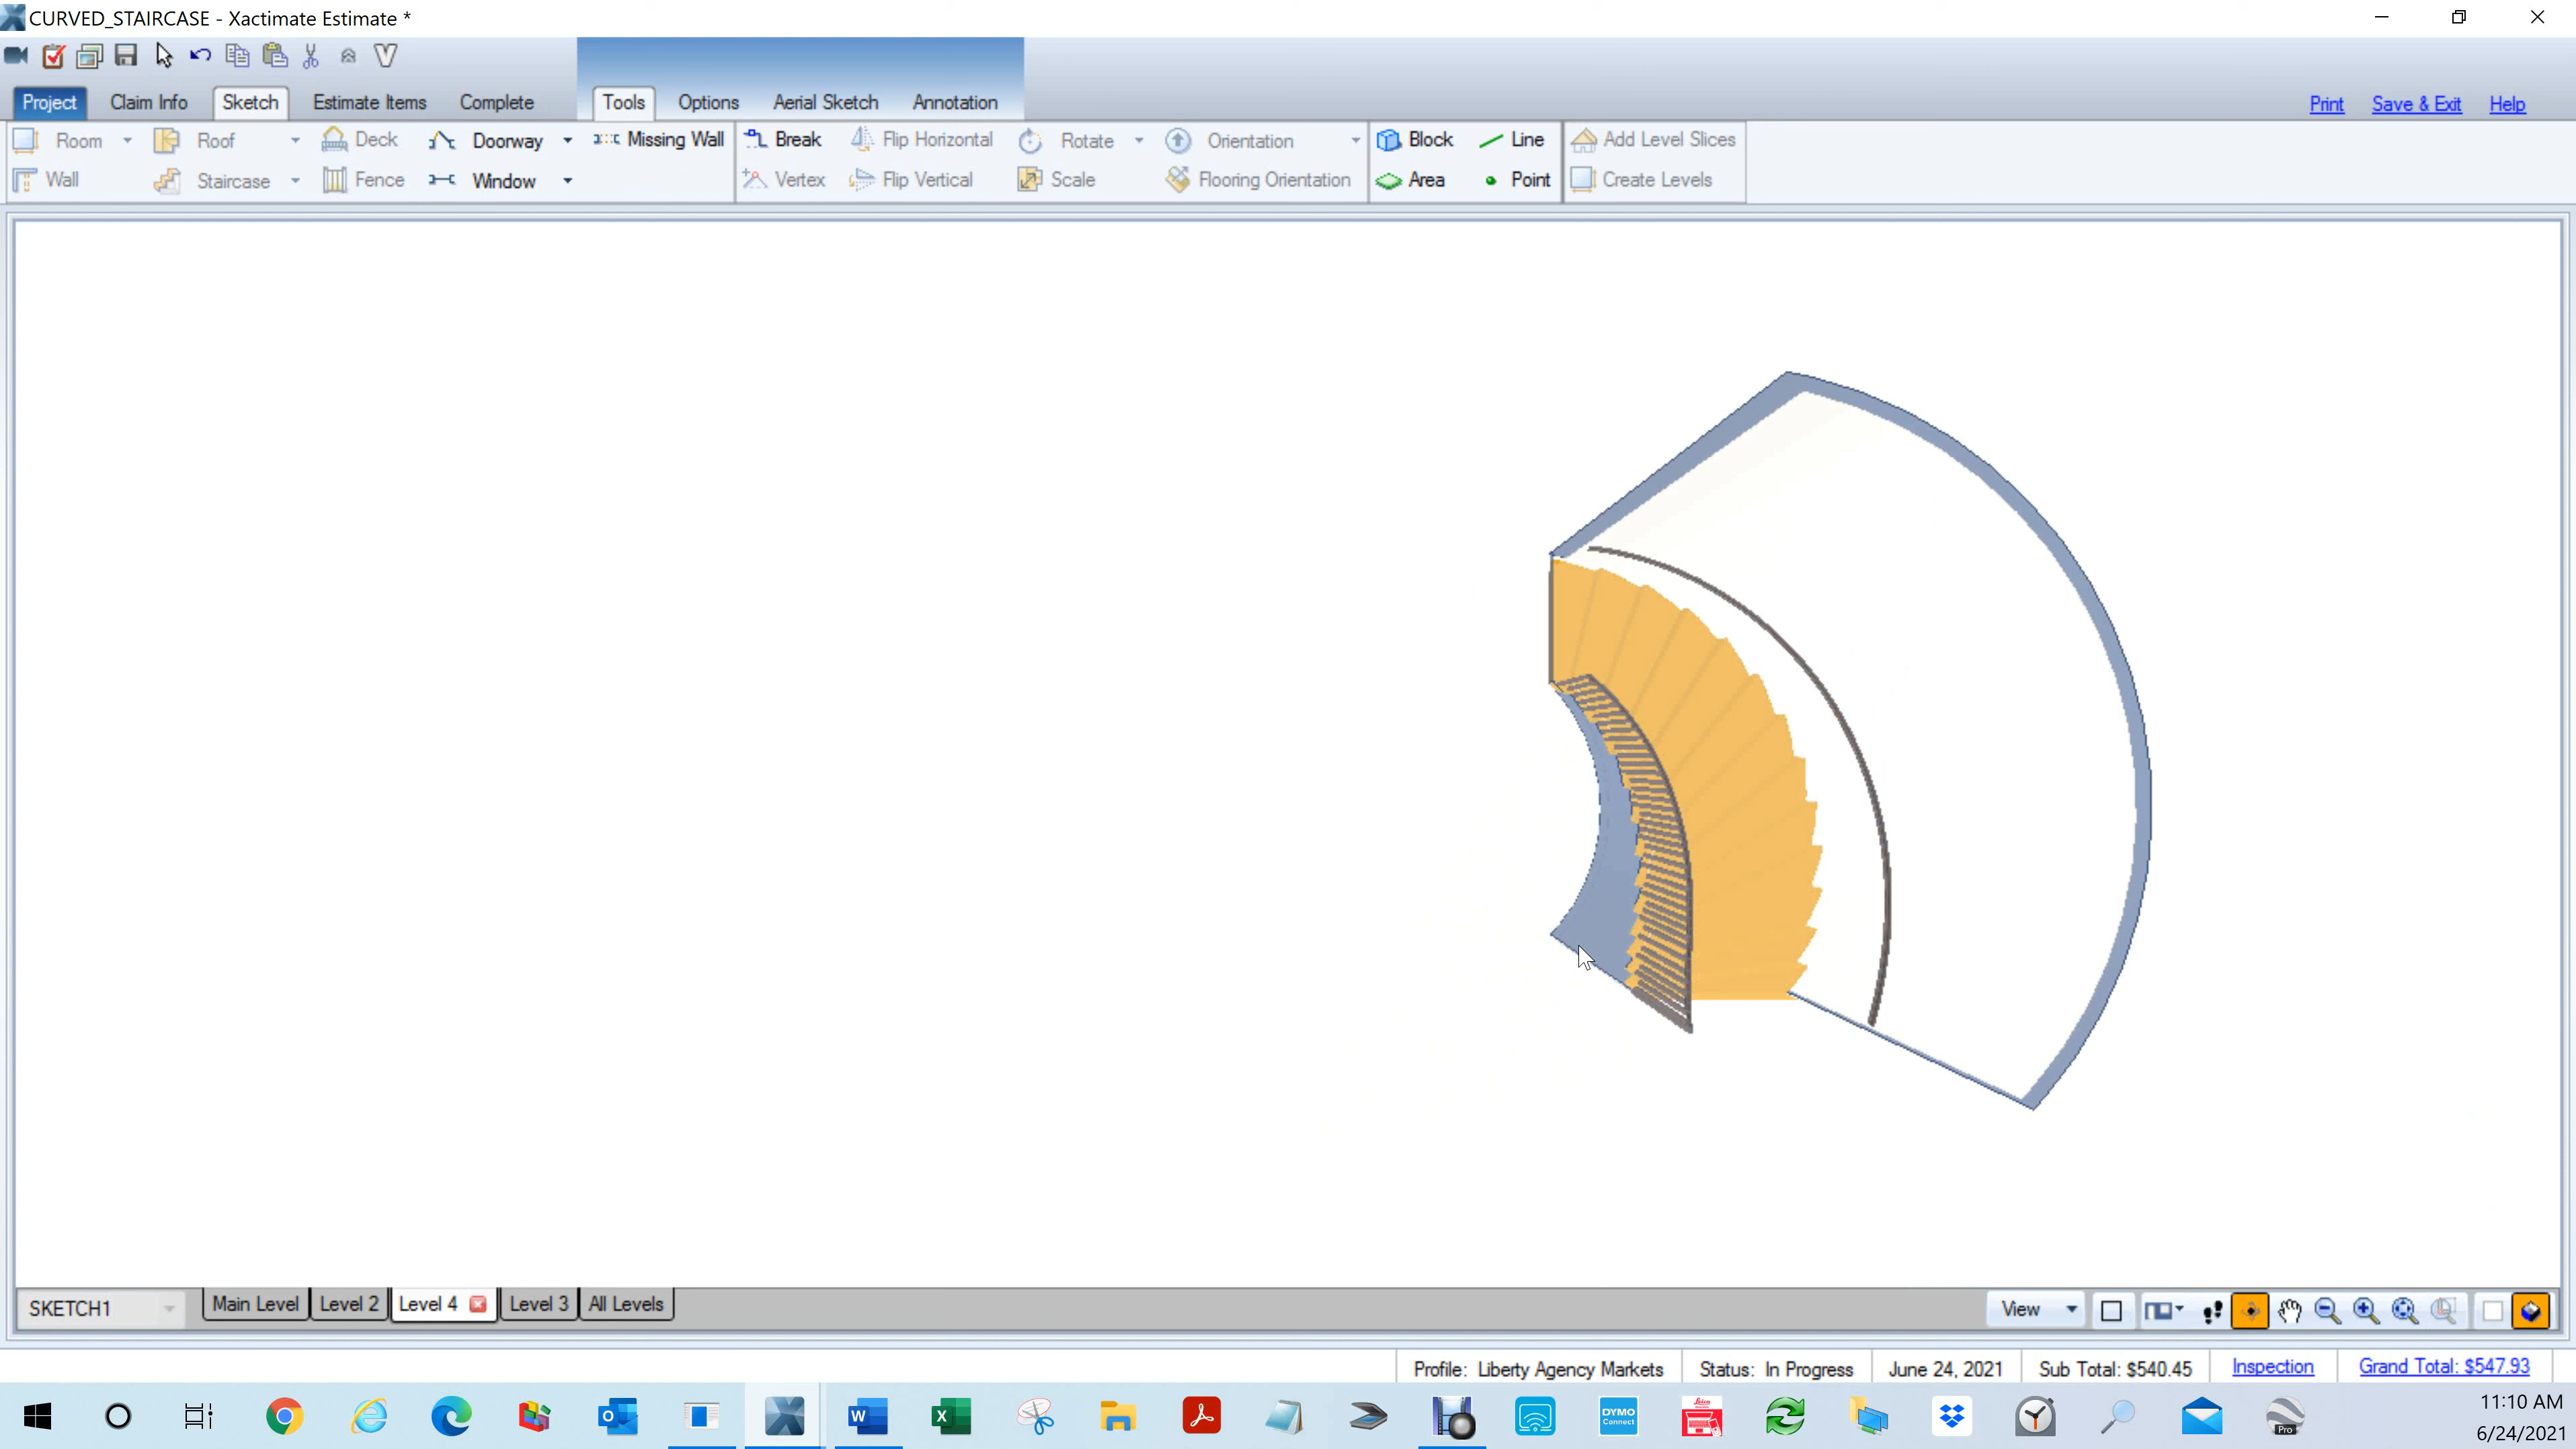 CURVED_STAIRCASE - Xactimate Estimate *
Project Claim Info Sketch Estimate Items Complete Tools Options Aerial Sketch Annotation Print Save & Exit Help
Room Roof Deck Doorway Missing Wall Break Flip Horizontal Rotate Orientation Block Line Add Level Slices
Wall Staircase Fence Window Vertex Flip Vertical Scale Flooring Orientation Area Point Create Levels
SKETCH1 Main Level Level 2 Level 4 Level 3 All Levels View
Profile: Liberty Agency Markets Status: In Progress June 24, 2021 Sub Total: $540.45 Inspection Grand Total: $547.93
DYMO
Connect
Leica
Pro
11:10 AM
6/24/2021